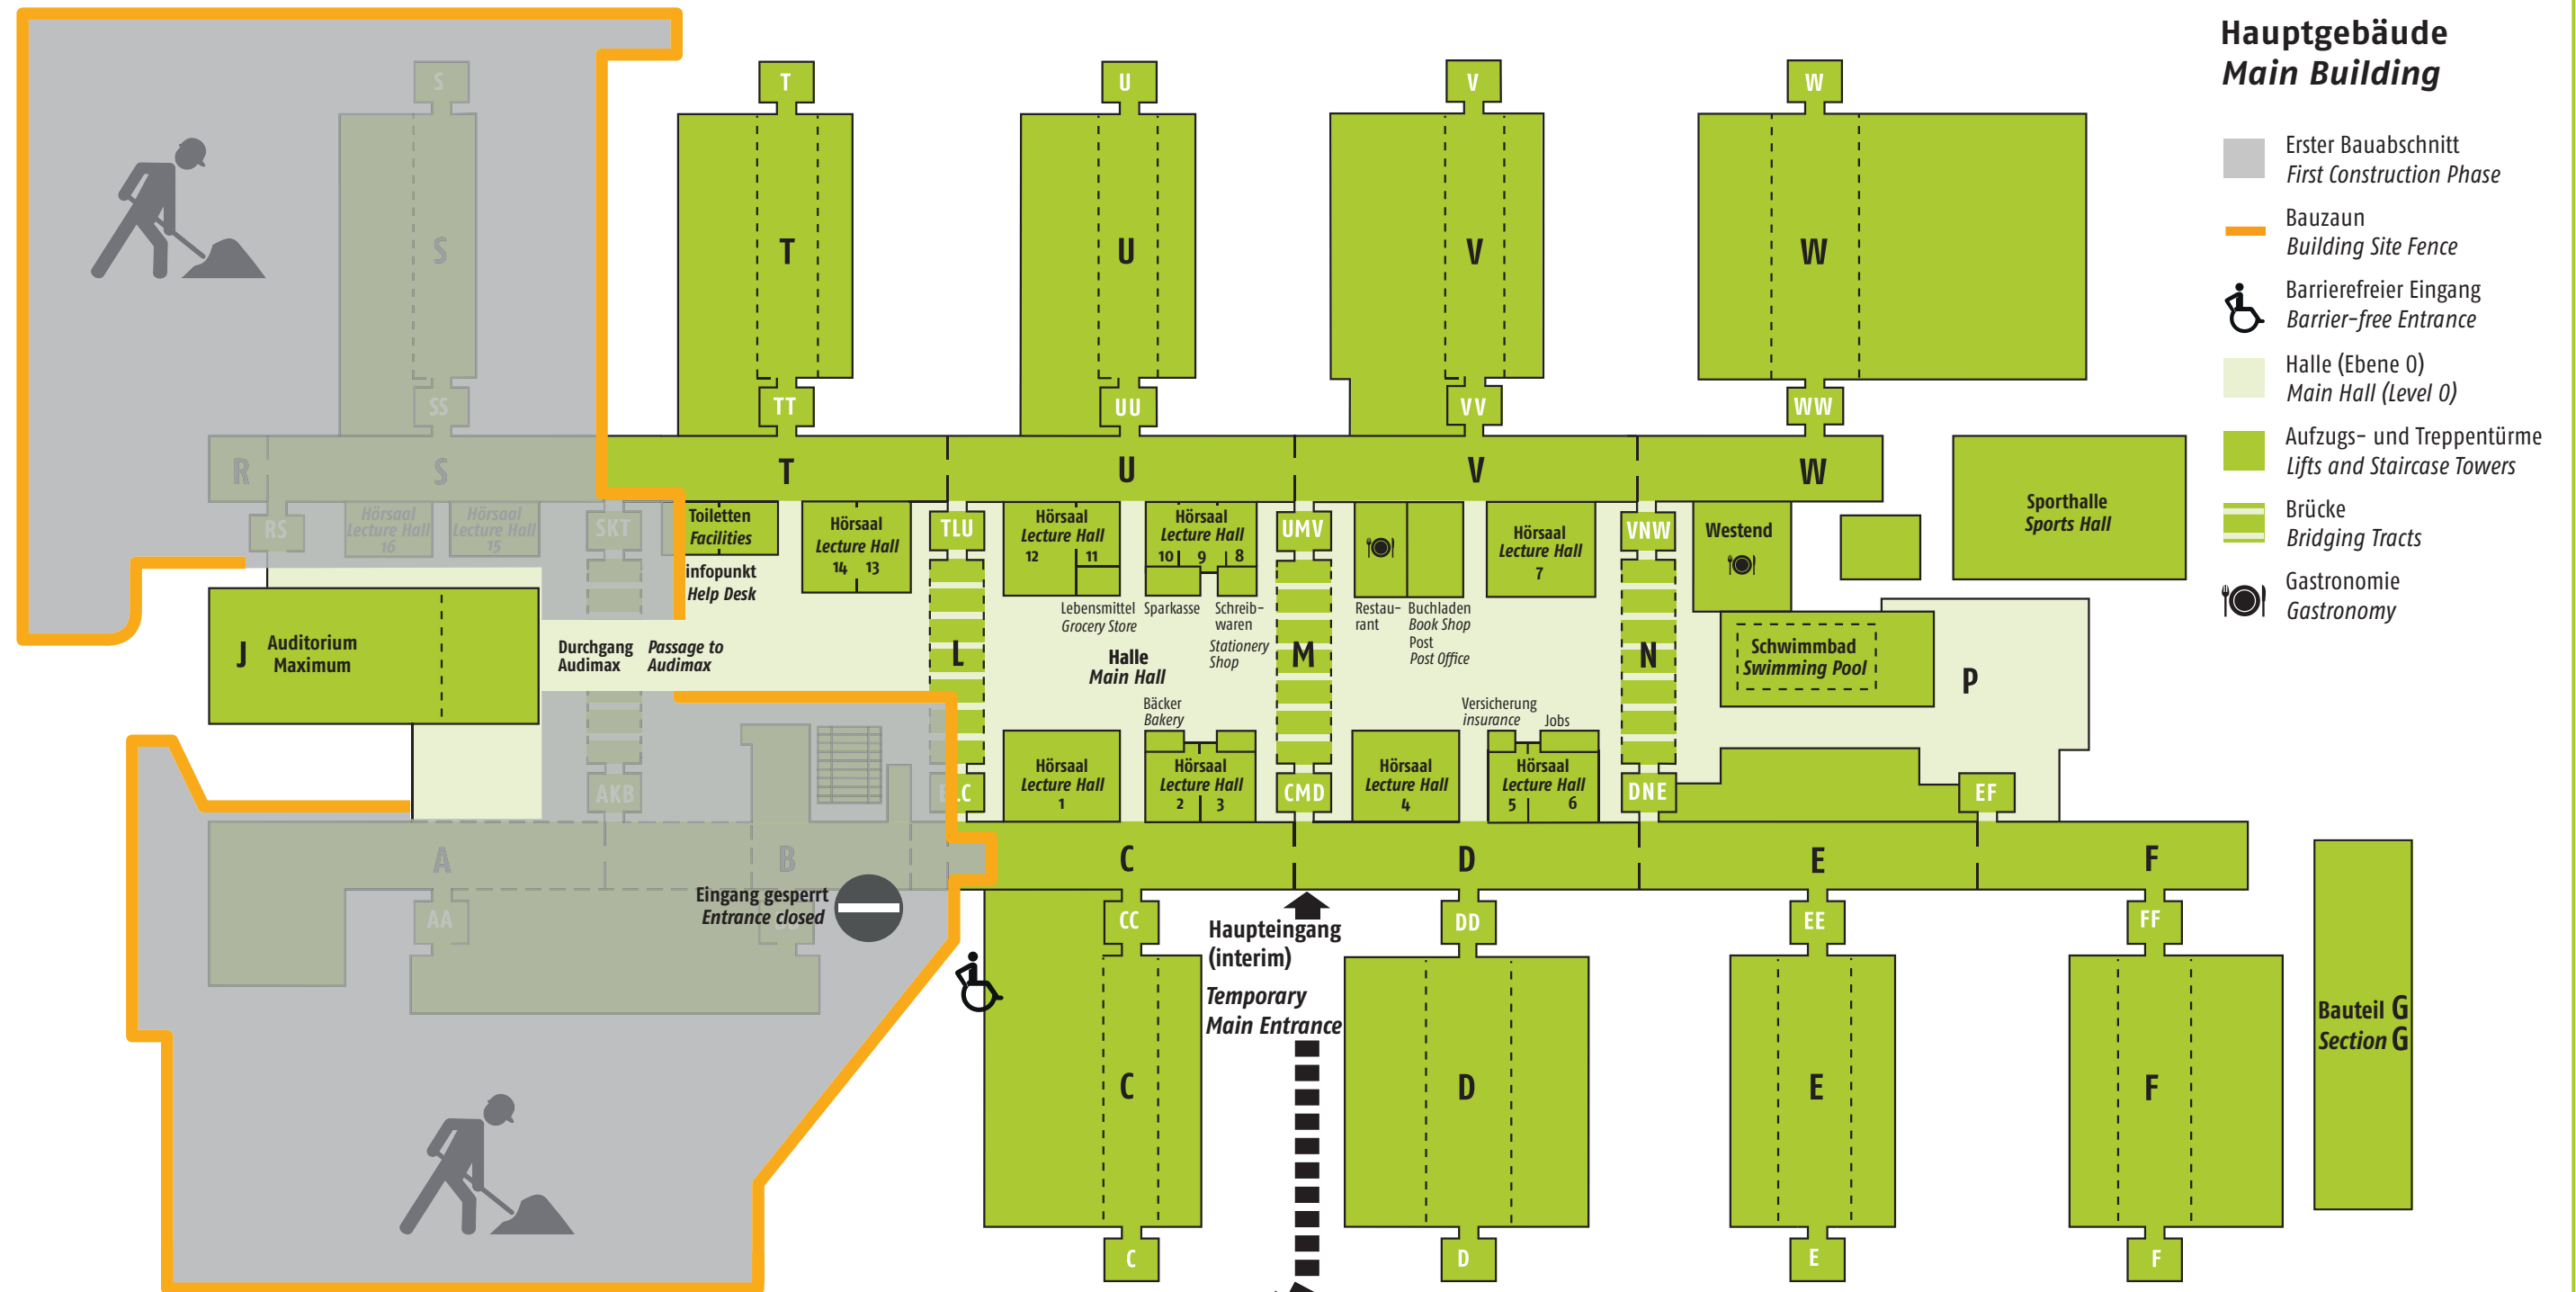 Hauptgebäude
Main Building
Erster Bauabschnitt
First Construction Phase
Bauzaun
Building Site Fence
Barrierefreier Eingang
Barrier-free Entrance
Halle (Ebene 0)
Main Hall (Level 0)
Aufzugs- und Treppentürme
Lifts and Staircase Towers
Brücke
Bridging Tracts
Gastronomie
Gastronomy
S
T
U
V
W
S
T
U
V
W
SS
TT
UU
VV
WW
R
S
T
U
V
W
RS
Hörsaal
Lecture Hall
16
Hörsaal
Lecture Hall
15
SKT
Toiletten
Facilities
infopunkt
Help Desk
Hörsaal
Lecture Hall
14 13
TLU
Hörsaal
Lecture Hall
12 11
Hörsaal
Lecture Hall
10 9 8
UMV
Hörsaal
Lecture Hall
7
VNW
Westend
Sporthalle
Sports Hall
Lebensmittel
Grocery Store
Sparkasse
Schreib-
waren
Stationery
Shop
Restau-
rant
Buchladen
Book Shop
Post
Post Office
J
Auditorium
Maximum
Durchgang
Audimax
Passage to
Audimax
L
Halle
Main Hall
M
N
Schwimmbad
Swimming Pool
P
Bäcker
Bakery
Versicherung
insurance
Jobs
AKB
Hörsaal
Lecture Hall
1
Hörsaal
Lecture Hall
2 3
CMD
Hörsaal
Lecture Hall
4
Hörsaal
Lecture Hall
5 6
DNE
EF
A
B
C
D
E
F
Eingang gesperrt
Entrance closed
AA
CC
DD
EE
FF
Haupteingang
(interim)
Temporary
Main Entrance
Bauteil G
Section G
C
D
E
F
C
D
E
F